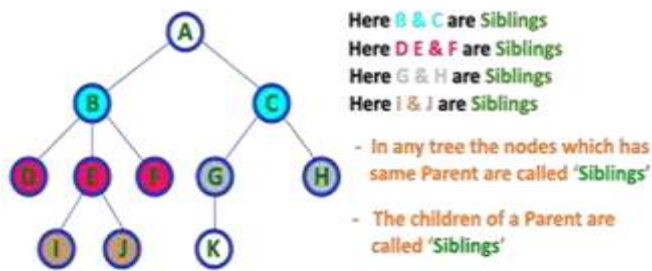 A
B
C
D
E
F
G
H
I
J
K
Here B & C are Siblings
Here D E & F are Siblings
Here G & H are Siblings
Here I & J are Siblings
- In any tree the nodes which has
same Parent are called 'Siblings'
- The children of a Parent are
called 'Siblings'